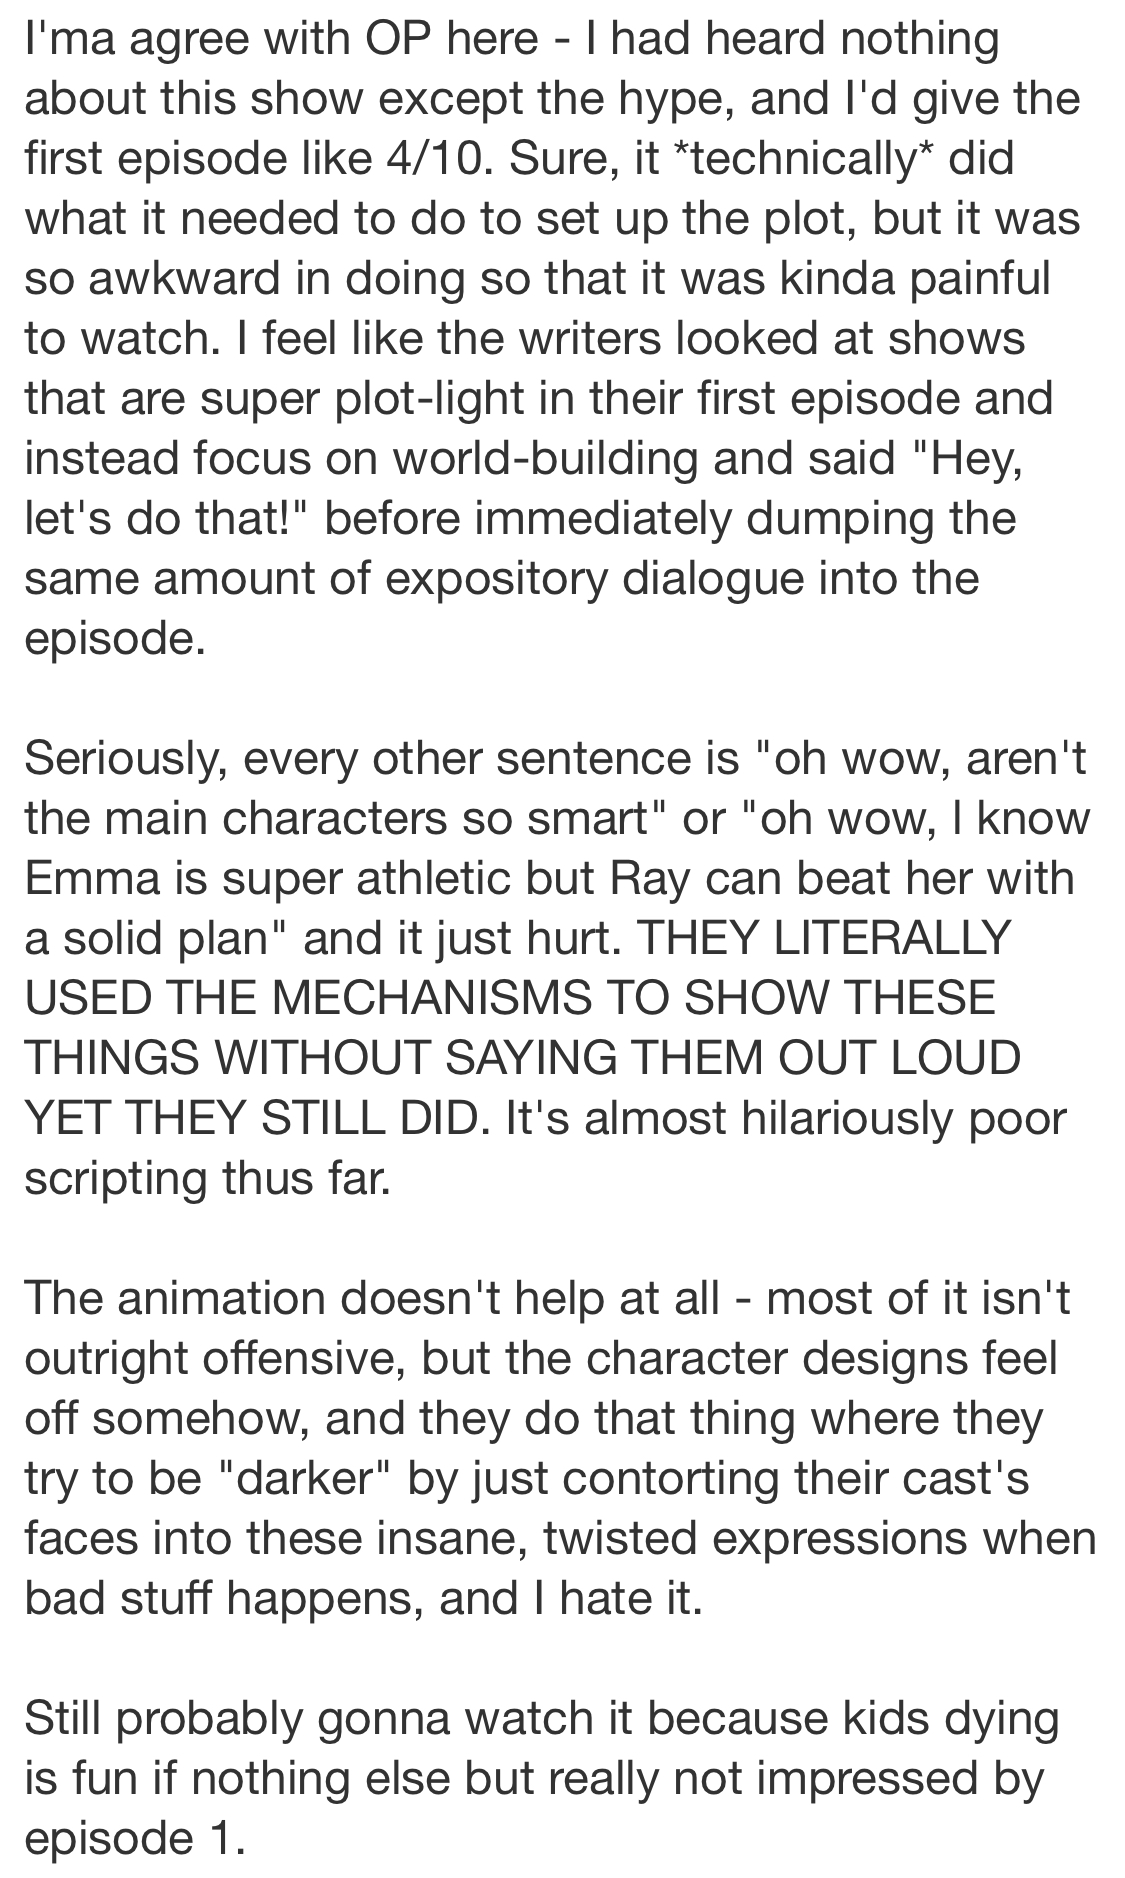 I'ma agree with OP here - I had heard nothing
about this show except the hype, and I'd give the
first episode like 4/10. Sure, it *technically* did
what it needed to do to set up the plot, but it was
so awkward in doing so that it was kinda painful
to watch. I feel like the writers looked at shows
that are super plot-light in their first episode and
instead focus on world-building and said "Hey,
let's do that!" before immediately dumping the
same amount of expository dialogue into the
episode.

Seriously, every other sentence is "oh wow, aren't
the main characters so smart" or "oh wow, I know
Emma is super athletic but Ray can beat her with
a solid plan" and it just hurt. THEY LITERALLY
USED THE MECHANISMS TO SHOW THESE
THINGS WITHOUT SAYING THEM OUT LOUD
YET THEY STILL DID. It's almost hilariously poor
scripting thus far.

The animation doesn't help at all - most of it isn't
outright offensive, but the character designs feel
off somehow, and they do that thing where they
try to be "darker" by just contorting their cast's
faces into these insane, twisted expressions when
bad stuff happens, and I hate it.

Still probably gonna watch it because kids dying
is fun if nothing else but really not impressed by
episode 1.